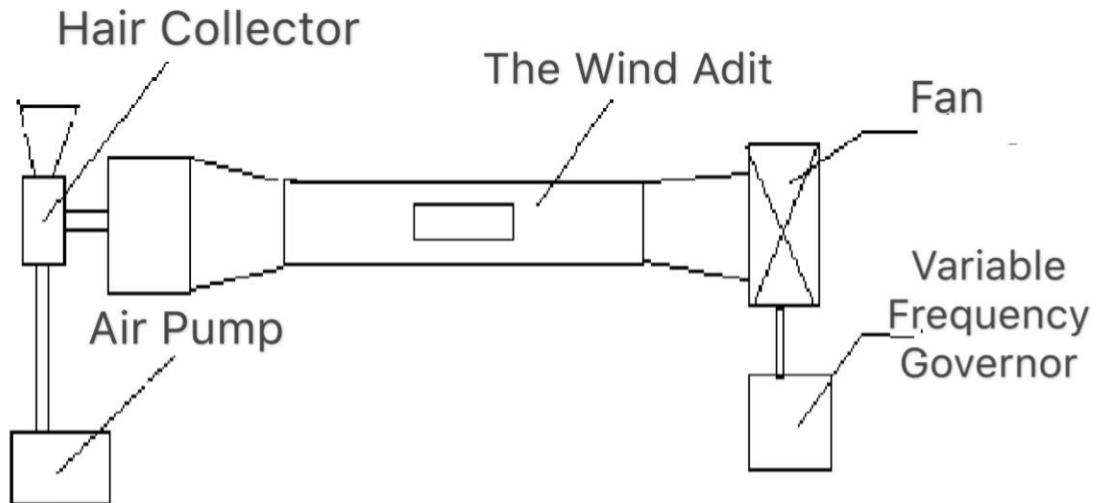 Hair Collector
The Wind Adit
Fan
Air Pump
Variable
Frequency
Governor